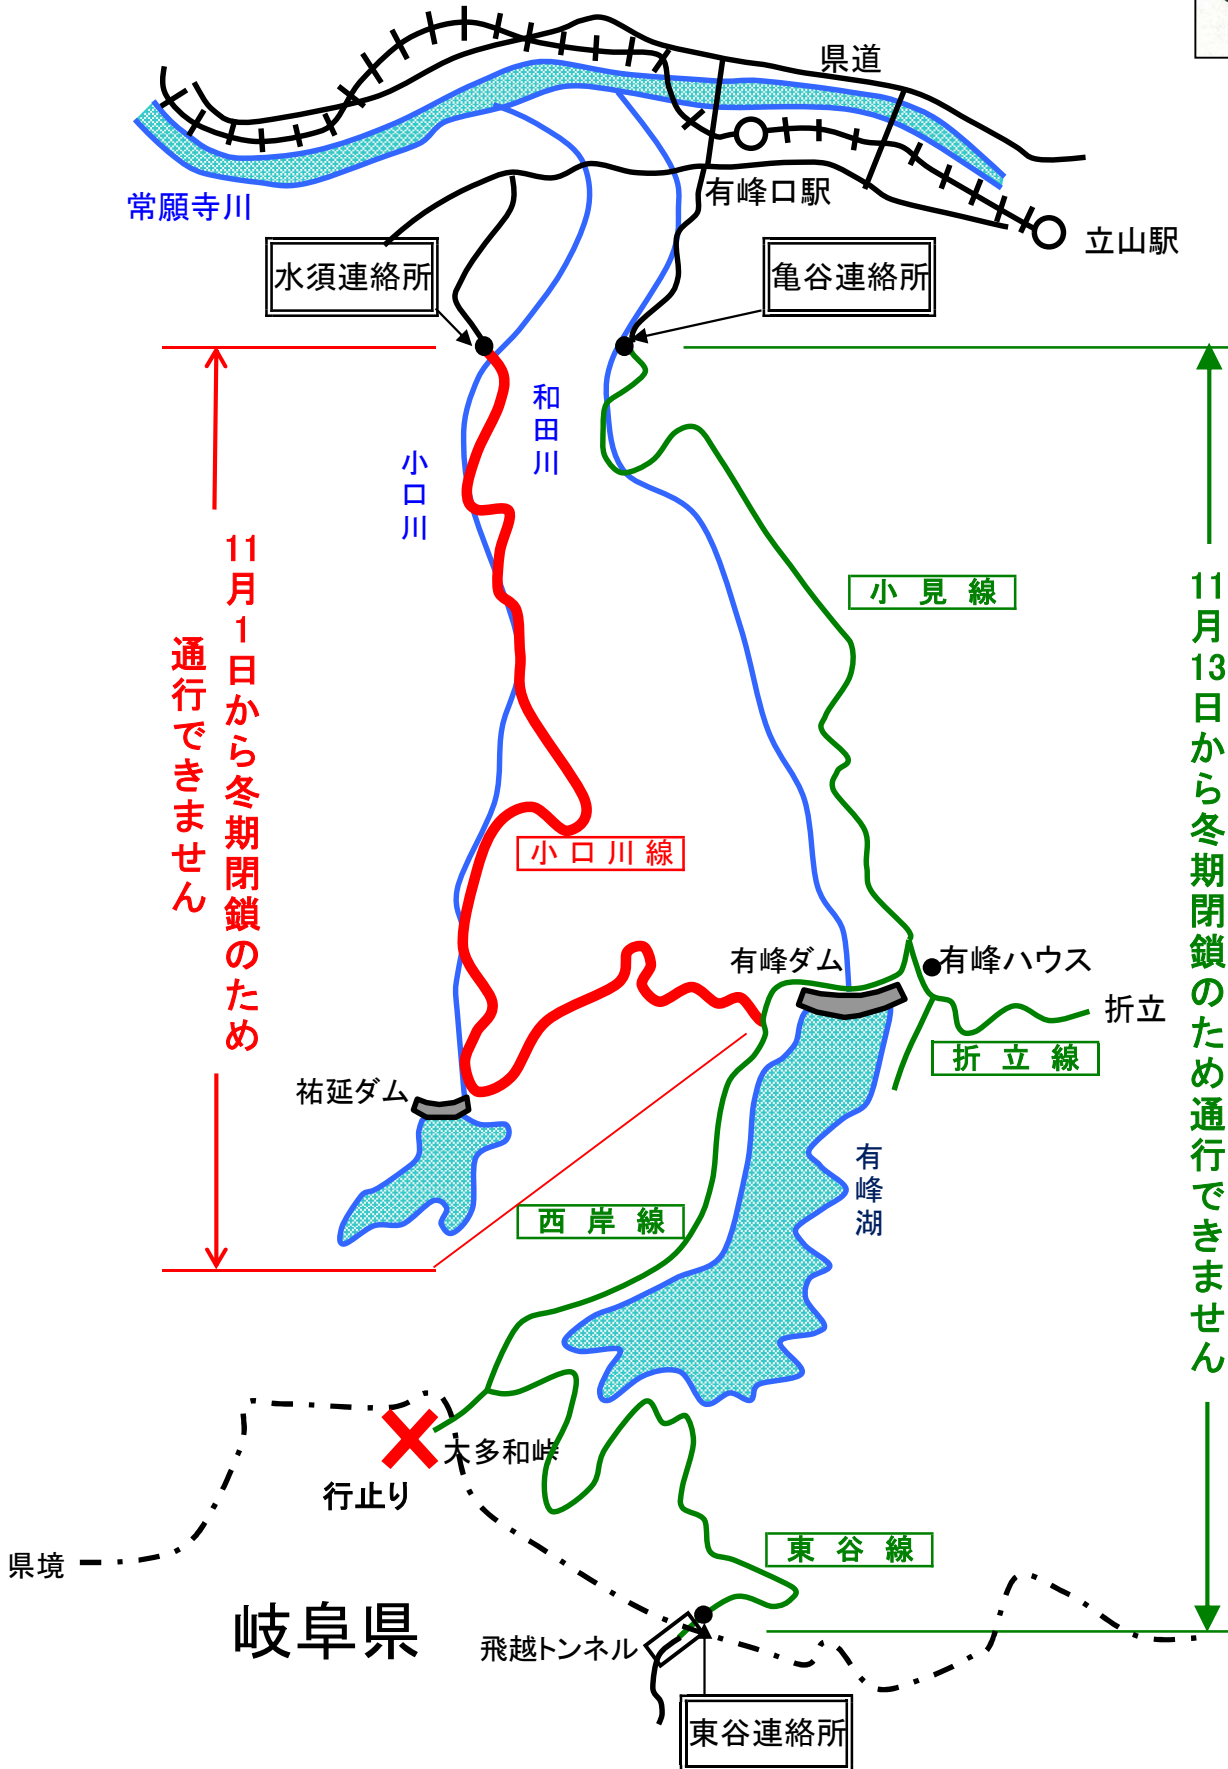 県道
常願寺川
有峰口駅
立山駅
水須連絡所
亀谷連絡所
和田川
小口川
小見線
11月1日から冬期閉鎖のため
通行できません
11月13日から冬期閉鎖のため通行できません
小口川線
有峰ダム
有峰ハウス
折立
折立線
祐延ダム
有峰湖
西岸線
大多和峠
行止り
東谷線
県境
岐阜県
飛越トンネル
東谷連絡所